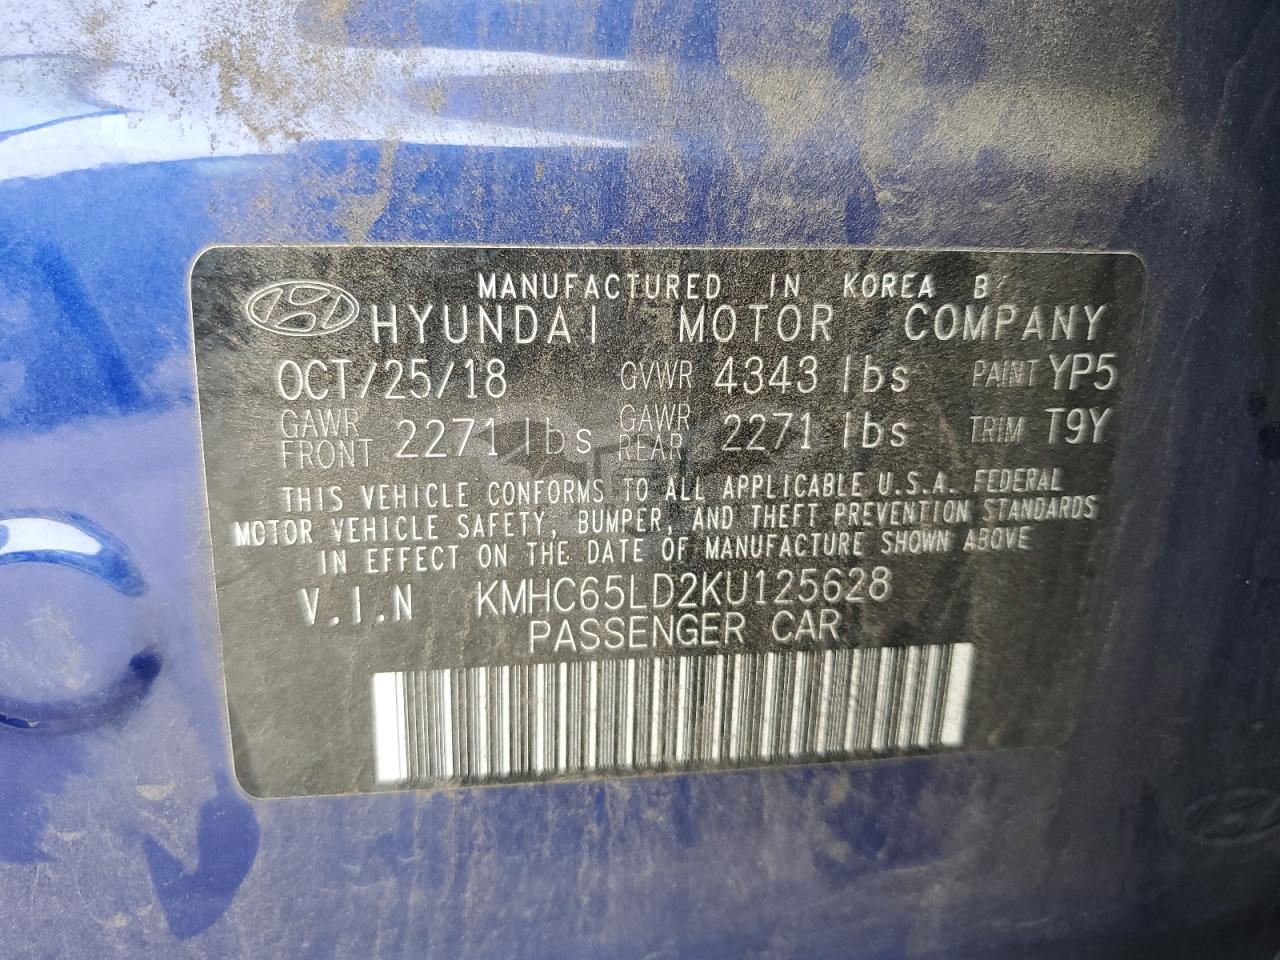 MANUFACTURED IN KOREA BY
HYUNDAI MOTOR COMPANY
OCT/25/18 GVWR 4343 lbs PAINT YP5
GAWR FRONT 2271 lbs GAWR REAR 2271 lbs TRIM T9Y
THIS VEHICLE CONFORMS TO ALL APPLICABLE U.S.A. FEDERAL
MOTOR VEHICLE SAFETY, BUMPER, AND THEFT PREVENTION STANDARDS
IN EFFECT ON THE DATE OF MANUFACTURE SHOWN ABOVE
V.I.N KMHC65LD2KU125628
PASSENGER CAR